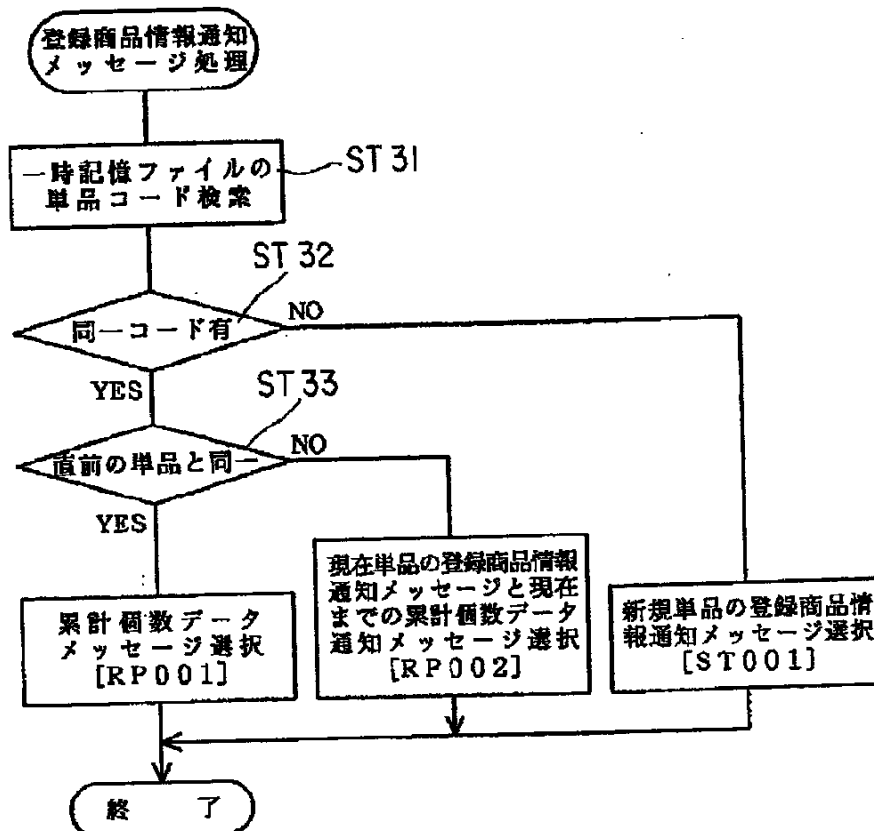 登録商品情報通知
メッセージ処理
一時記憶ファイルの
単品コード検索
ST31
ST32
同一コード有
NO
YES
ST33
直前の単品と同一
NO
YES
累計個数データ
メッセージ選択
[RP001]
現在単品の登録商品情報
通知メッセージと現在
までの累計個数データ
通知メッセージ選択
[RP002]
新規単品の登録商品情
報通知メッセージ選択
[ST001]
終 了